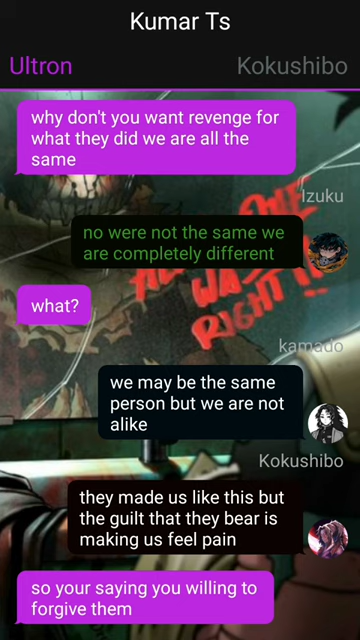 Kumar Ts
Ultron
Kokushibo
why don't you want revenge for
what they did we are all the
same
Izuku
no were not the same we
are completely different
what?
kamado
we may be the same
person but we are not
alike
Kokushibo
they made us like this but
the guilt that they bear is
making us feel pain
so your saying you willing to
forgive them
WAS
RIGHT!!